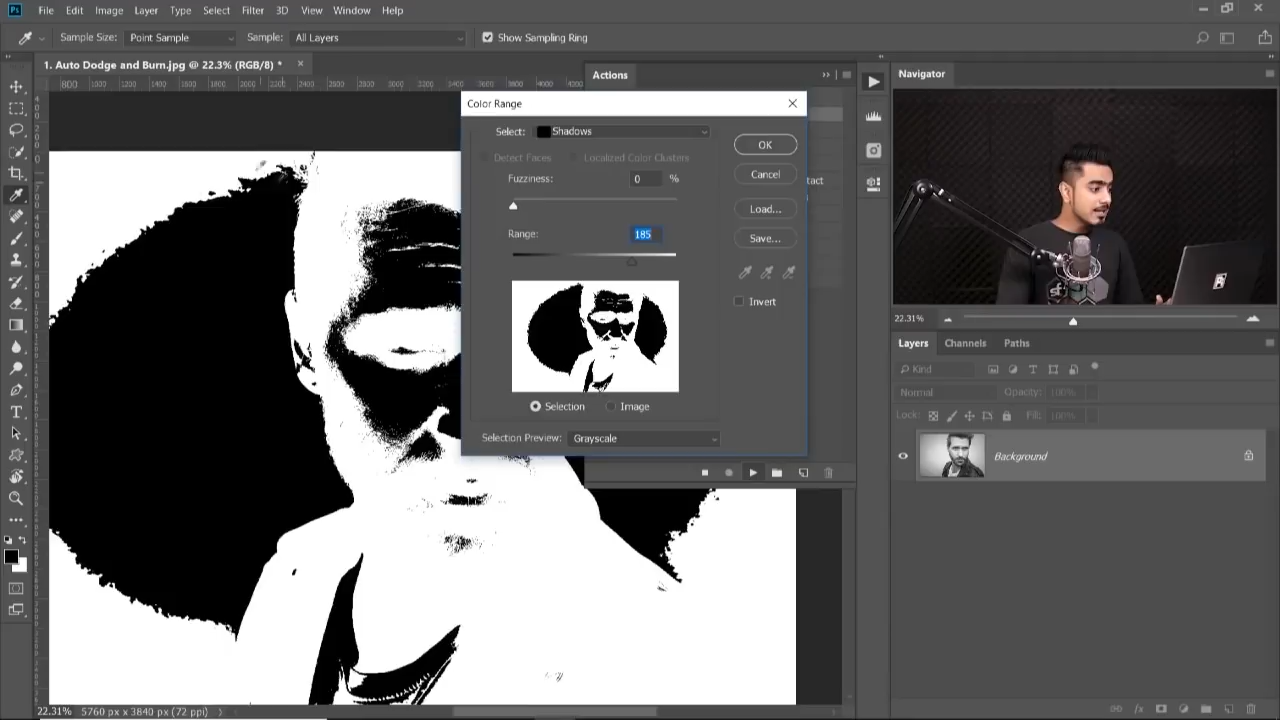 Ps File Edit Image Layer Type Select Filter 3D View Window Help
Sample Size: Point Sample Sample: All Layers Show Sampling Ring
1. Auto Dodge and Burn.jpg @ 22.3% (RGB/8) * ×
Actions
Navigator
Color Range
Select: Shadows
Detect Faces Localized Color Clusters
Fuzziness: 0 %
Range: 185
OK
Cancel
Load...
Save...
Invert
Selection Image
Selection Preview: Grayscale
tact
22.31%
Layers Channels Paths
Kind
Normal Opacity: 100%
Lock: Fill: 100%
Background
22.31% 5760 px x 3840 px (72 ppi)